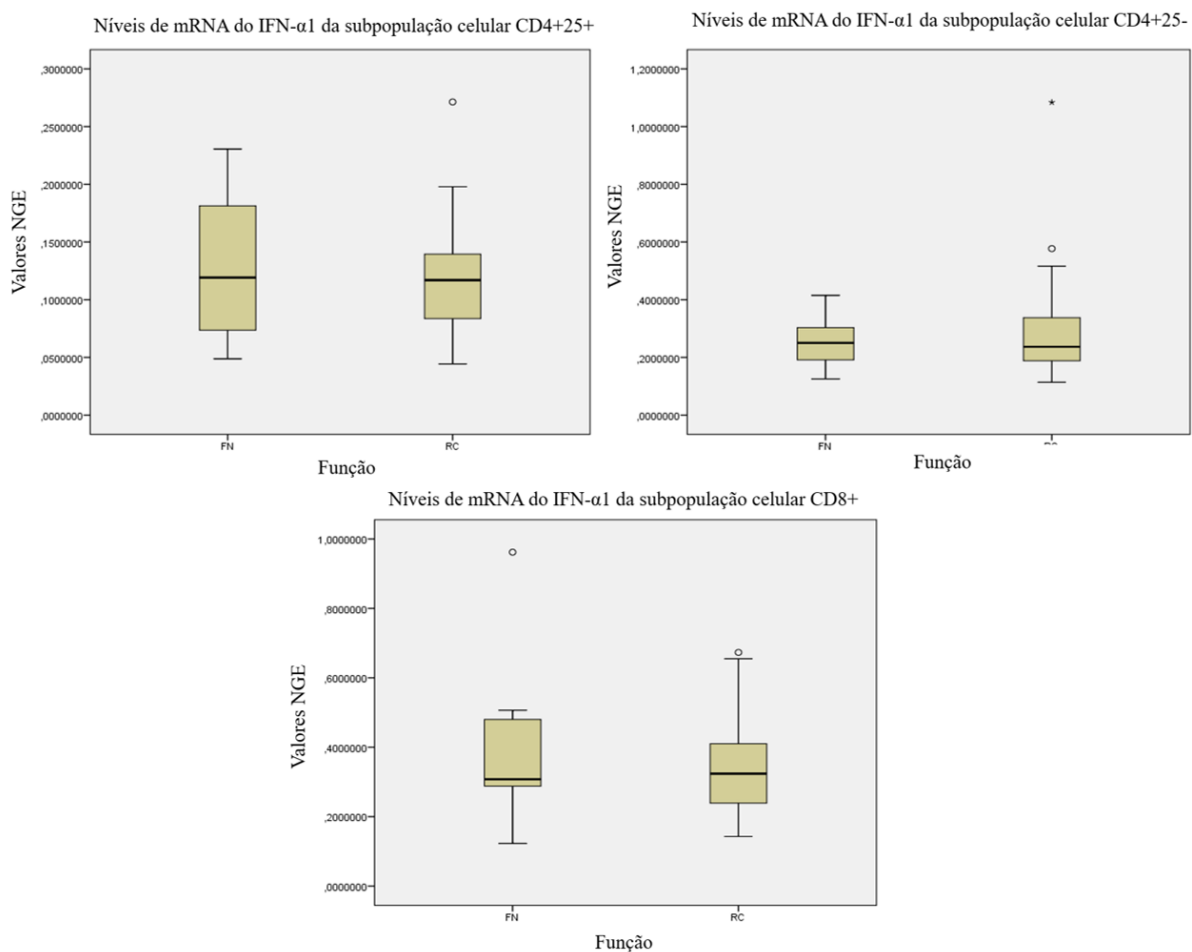 Níveis de mRNA do IFN-α1 da subpopulação celular CD4+25+
,3000000
,2500000
,2000000
,1500000
,1000000
,0500000
,0000000
Valores NGE
FN
RC
Função
Níveis de mRNA do IFN-α1 da subpopulação celular CD4+25-
1,2000000
1,0000000
,8000000
,6000000
,4000000
,2000000
,0000000
Valores NGE
FN
Função
Níveis de mRNA do IFN-α1 da subpopulação celular CD8+
1,0000000
,8000000
,6000000
,4000000
,2000000
,0000000
Valores NGE
FN
RC
Função